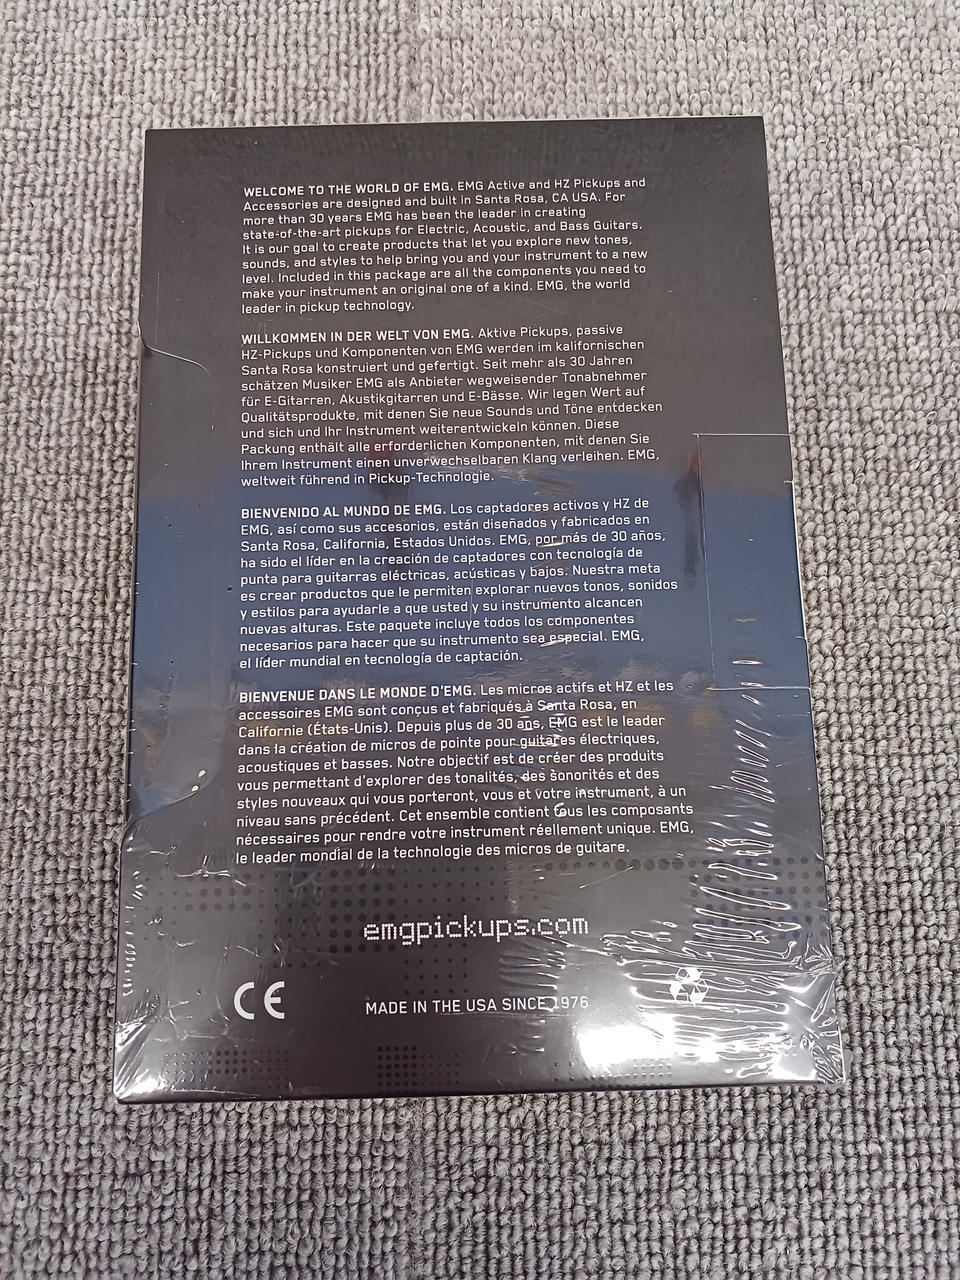 WELCOME TO THE WORLD OF EMG. EMG Active and HZ Pickups and
Accessories are designed and built in Santa Rosa, CA USA. For
more than 30 years EMG has been the leader in creating
state-of-the-art pickups for Electric, Acoustic, and Bass Guitars.
It is our goal to create products that let you explore new tones,
sounds, and styles to help bring you and your instrument to a new
level. Included in this package are all the components you need to
make your instrument an original one of a kind. EMG, the world
leader in pickup technology.
WILLKOMMEN IN DER WELT VON EMG. Aktive Pickups, passive
HZ-Pickups und Komponenten von EMG werden im kalifornischen
Santa Rosa konstruiert und gefertigt. Seit mehr als 30 Jahren
schätzen Musiker EMG als Anbieter wegweisender Tonabnehmer
für E-Gitarren, Akustikgitarren und E-Bässe. Wir legen Wert auf
Qualitätsprodukte, mit denen Sie neue Sounds und Töne entdecken
und sich und Ihr Instrument weiterentwickeln können. Diese
Packung enthält alle erforderlichen Komponenten, mit denen Sie
Ihrem Instrument einen unverwechselbaren Klang verleihen. EMG,
weltweit führend in Pickup-Technologie.
BIENVENIDO AL MUNDO DE EMG. Los captadores activos y HZ de
EMG, así como sus accesorios, están diseñados y fabricados en
Santa Rosa, California, Estados Unidos. EMG, por más de 30 años,
ha sido el líder en la creación de captadores con tecnología de
punta para guitarras eléctricas, acústicas y bajos. Nuestra meta
es crear productos que le permiten explorar nuevos tonos, sonidos
y estilos para ayudarle a que usted y su instrumento alcancen
nuevas alturas. Este paquete incluye todos los componentes
necesarios para hacer que su instrumento sea especial. EMG,
el líder mundial en tecnología de captación.
BIENVENUE DANS LE MONDE D'EMG. Les micros actifs et HZ et les
accessoires EMG sont conçus et fabriqués à Santa Rosa, en
Californie (États-Unis). Depuis plus de 30 ans, EMG est le leader
dans la création de micros de pointe pour guitares électriques,
acoustiques et basses. Notre objectif est de créer des produits
vous permettant d'explorer des tonalités, des sonorités et des
styles nouveaux qui vous porteront, vous et votre instrument, à un
niveau sans précédent. Cet ensemble contient tous les composants
nécessaires pour rendre votre instrument réellement unique. EMG,
le leader mondial de la technologie des micros de guitare.
emgpickups.com
CE
MADE IN THE USA SINCE 1976